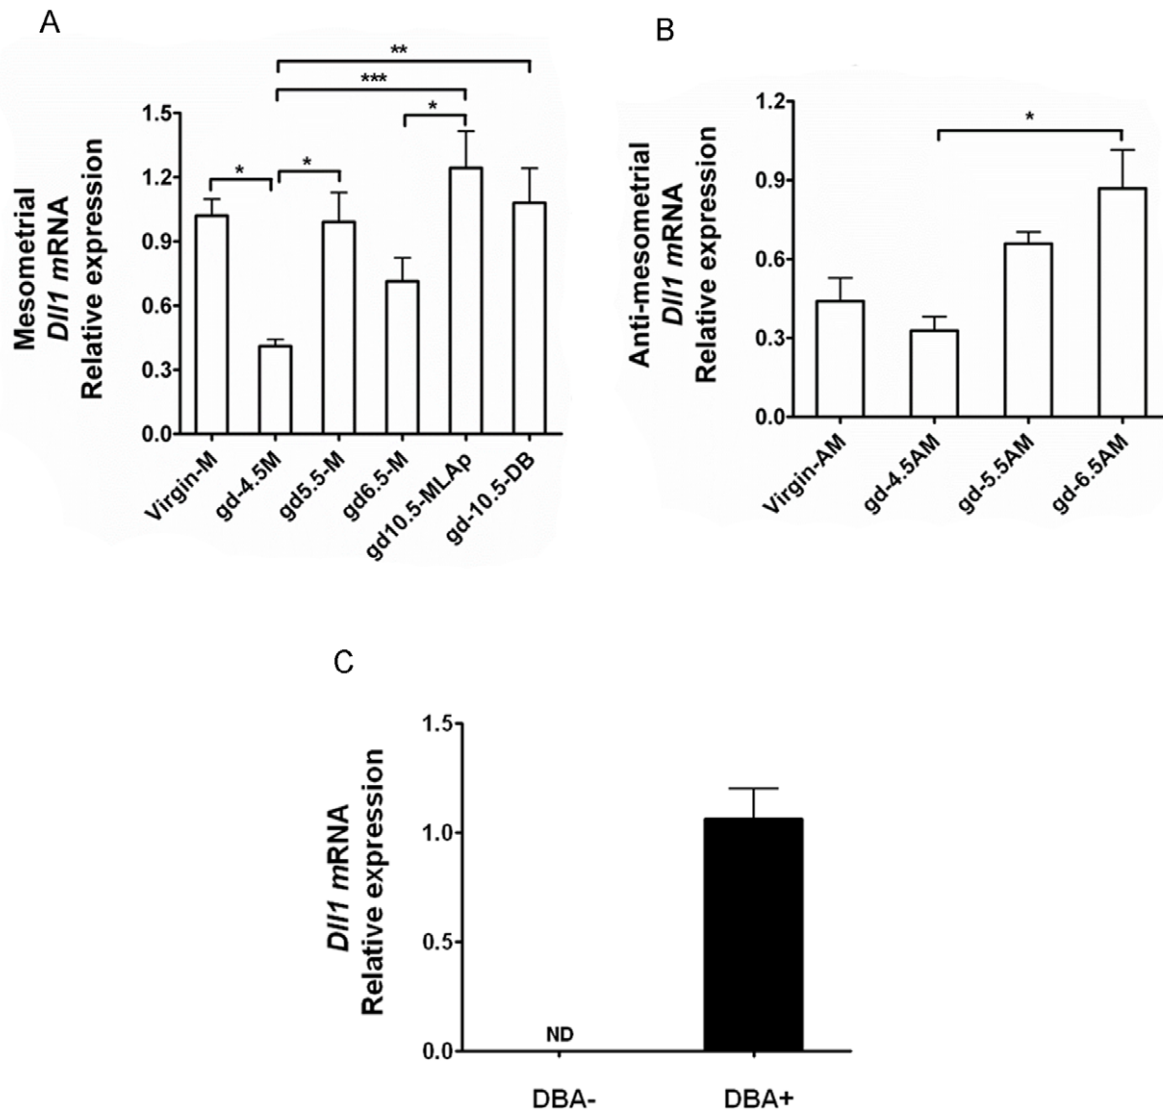 A
**
***
*
*
*
1.5
1.2
0.9
0.6
0.3
0.0
Mesometrial
Dll1 mRNA
Relative expression
Virgin-M
gd-4.5M
gd5.5-M
gd6.5-M
gd10.5-MLAp
gd-10.5-DB
B
*
1.2
0.9
0.6
0.3
0.0
Anti-mesometrial
Dll1 mRNA
Relative expression
Virgin-AM
gd-4.5AM
gd-5.5AM
gd-6.5AM
C
1.5
1.0
0.5
0.0
Dll1 mRNA
Relative expression
ND
DBA-
DBA+